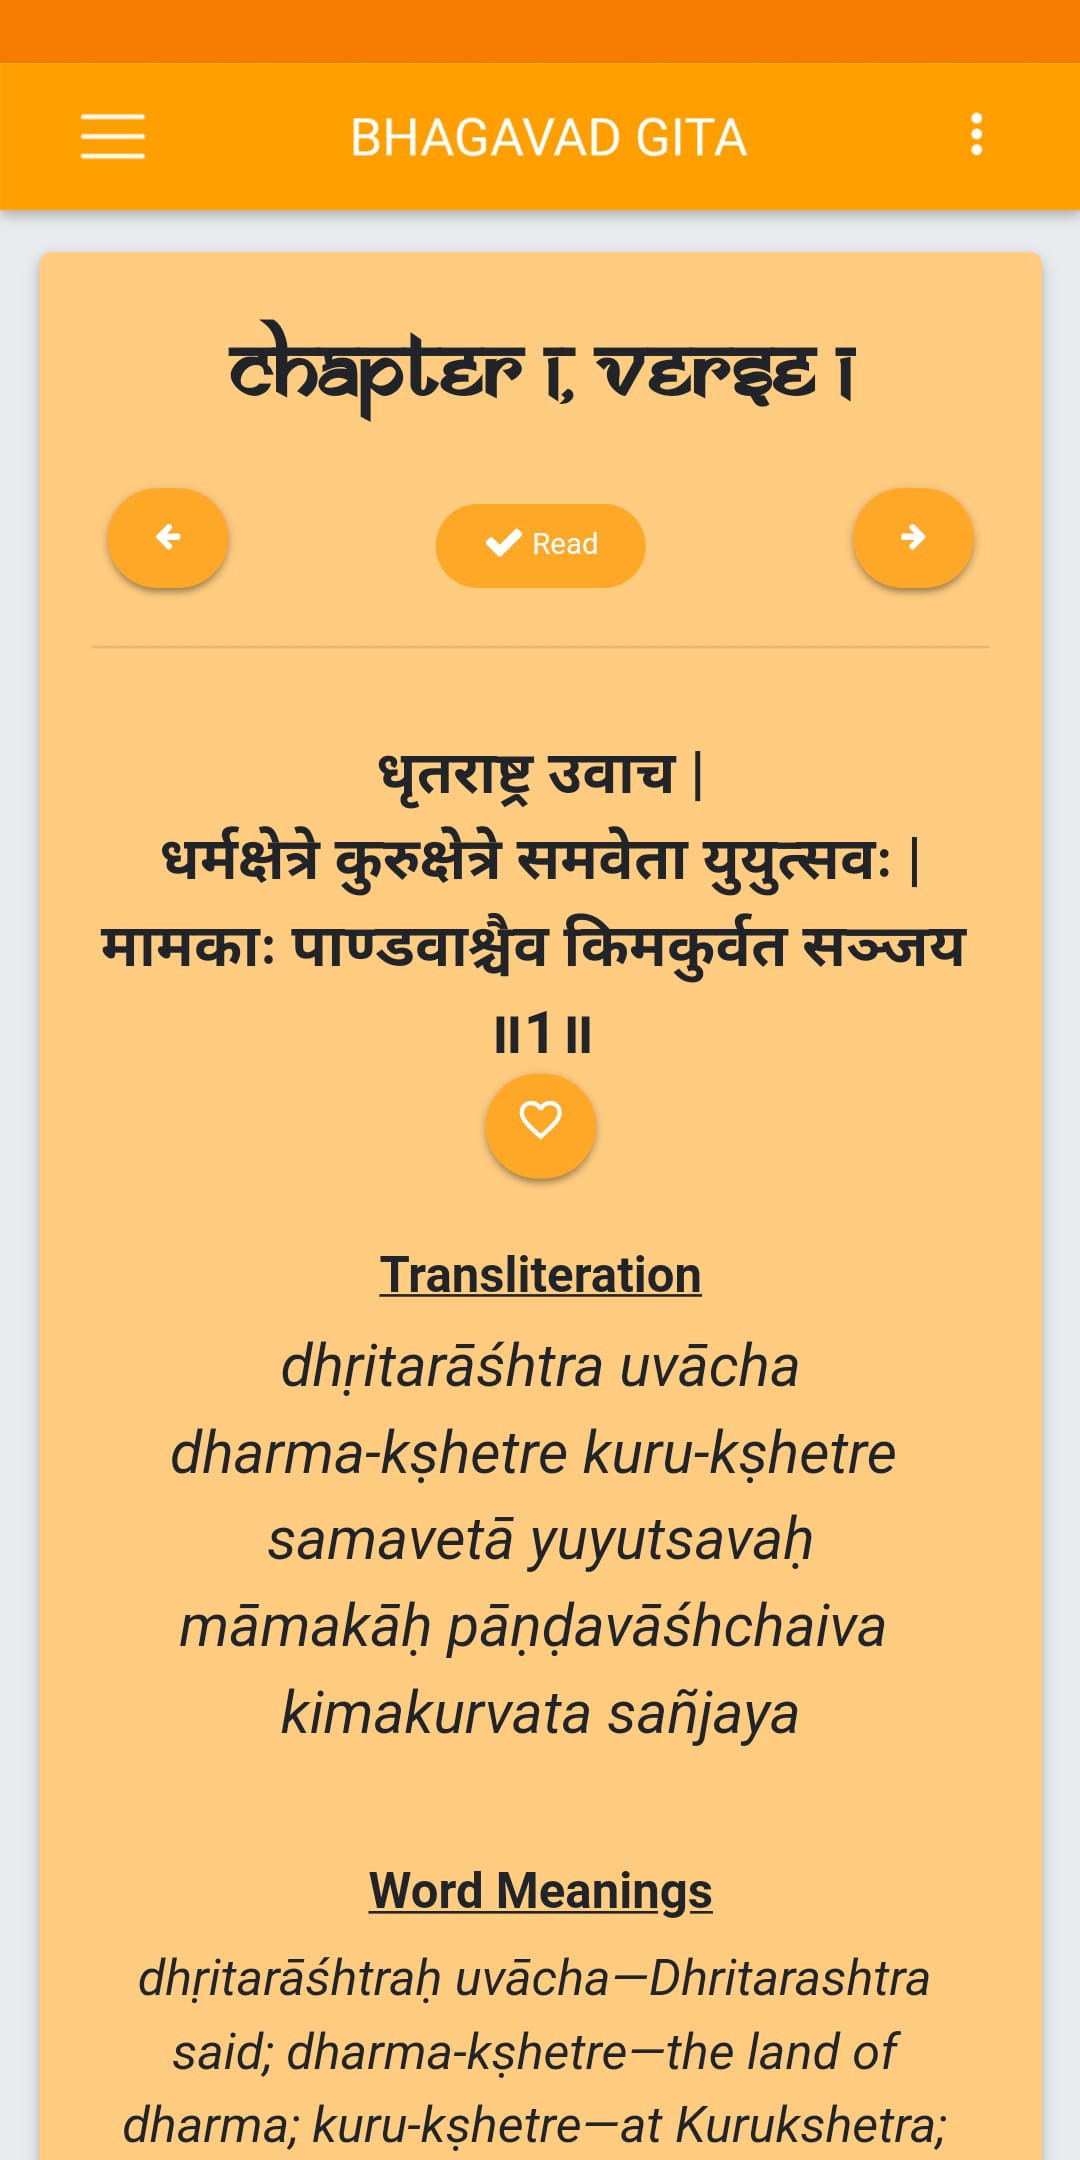 BHAGAVAD GITA
Chapter 1, Verse 1
Read
धृतराष्ट्र उवाच |
धर्मक्षेत्रे कुरुक्षेत्रे समवेता युयुत्सवः |
मामकाः पाण्डवाश्चैव किमकुर्वत सञ्जय
॥1॥
Transliteration
dhṛitarāśhtra uvācha
dharma-kṣhetre kuru-kṣhetre
samavetā yuyutsavaḥ
māmakāḥ pāṇḍavāśhchaiva
kimakurvata sañjaya
Word Meanings
dhṛitarāśhtraḥ uvācha—Dhritarashtra
said; dharma-kṣhetre—the land of
dharma; kuru-kṣhetre—at Kurukshetra;